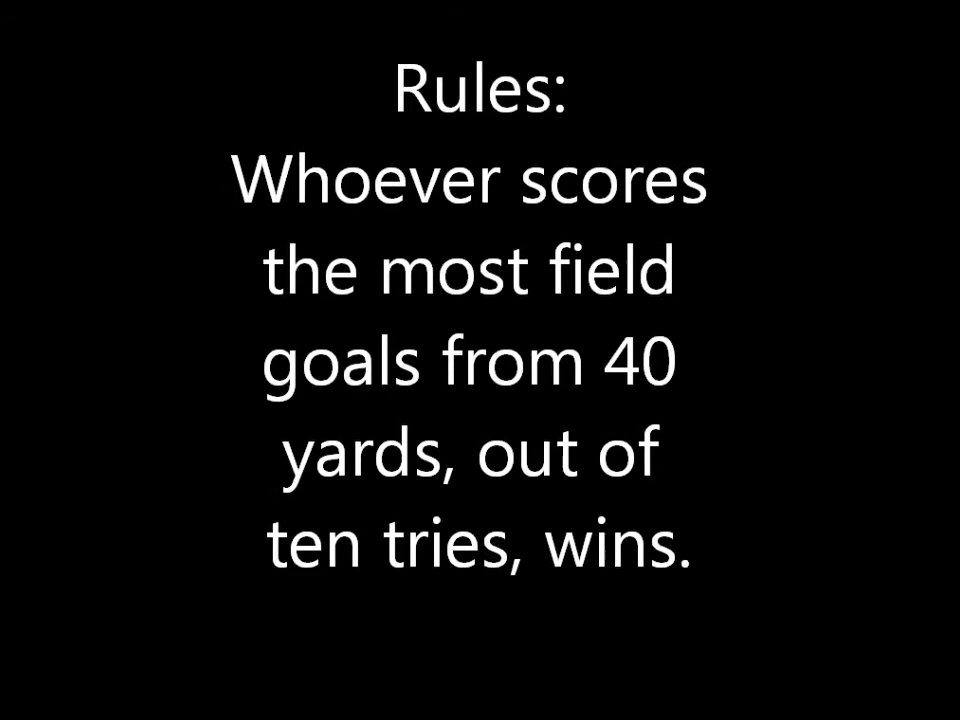 Rules:
Whoever scores
the most field
goals from 40
yards, out of
ten tries, wins.